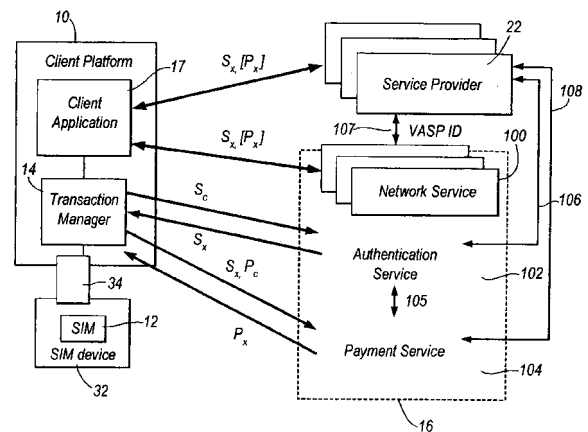 10
Client Platform
17
Client
Application
14
Transaction
Manager
34
SIM
12
SIM device
32
Sx, [Px]
Sx, [Px]
Sc
Sx
Sx, Pc
Px
22
Service Provider
107
VASP ID
108
100
Network Service
106
Authentication
Service
102
105
Payment Service
104
16